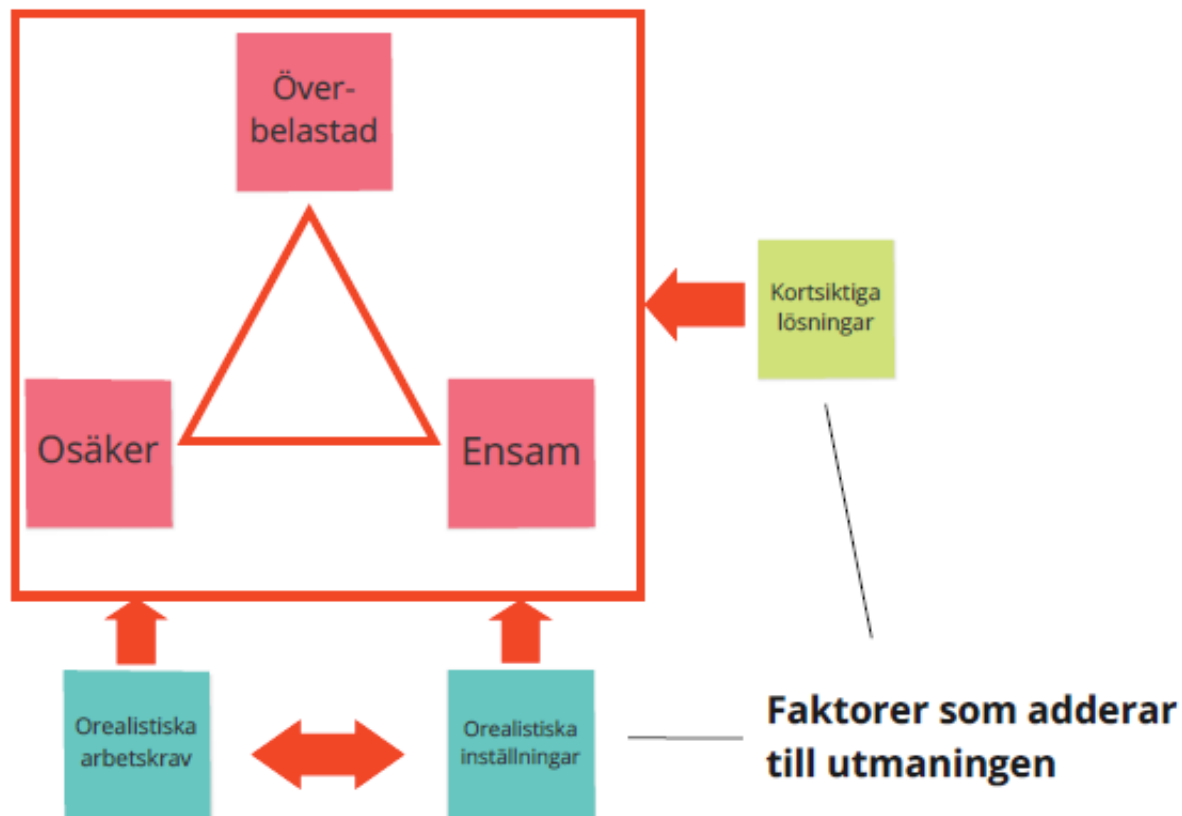 Över-
belastad
Kortsiktiga
lösningar
Osäker
Ensam
Orealistiska
arbetskrav
Orealistiska
inställningar
Faktorer som adderar
till utmaningen